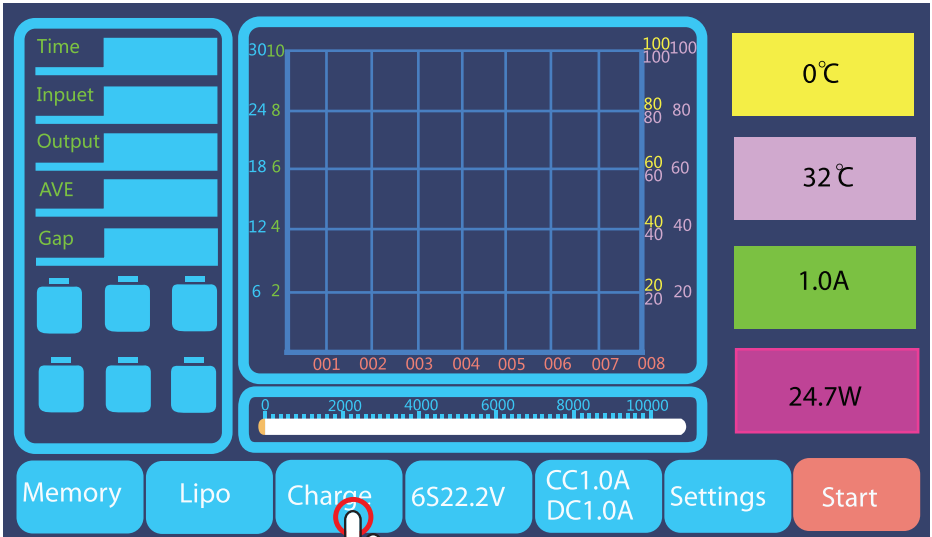 Time
Inpuet
Output
AVE
Gap
30 10
24 8
18 6
12 4
6 2
100 100
100
80 80
80
60 60
60
40 40
40
20 20
20
001 002 003 004 005 006 007 008
0 2000 4000 6000 8000 10000
0℃
32℃
1.0A
24.7W
Memory
Lipo
Charge
6S22.2V
CC1.0A
DC1.0A
Settings
Start